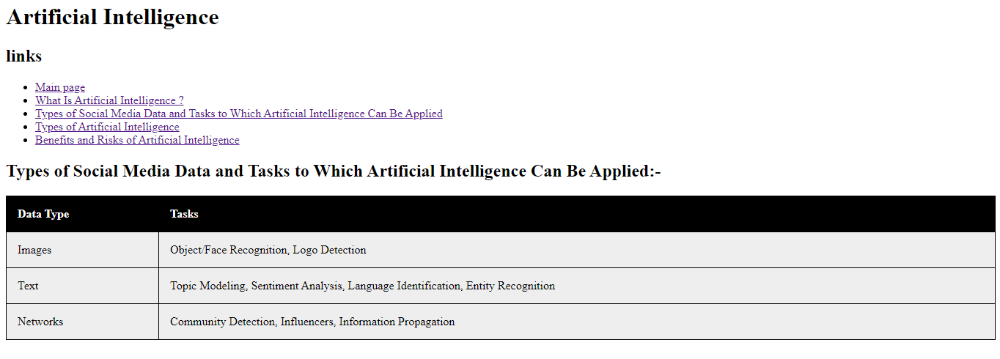 Artificial Intelligence
links
Main page
What Is Artificial Intelligence ?
Types of Social Media Data and Tasks to Which Artificial Intelligence Can Be Applied
Types of Artificial Intelligence
Benefits and Risks of Artificial Intelligence
Types of Social Media Data and Tasks to Which Artificial Intelligence Can Be Applied:-
Data Type Tasks
Images Object/Face Recognition, Logo Detection
Text Topic Modeling, Sentiment Analysis, Language Identification, Entity Recognition
Networks Community Detection, Influencers, Information Propagation